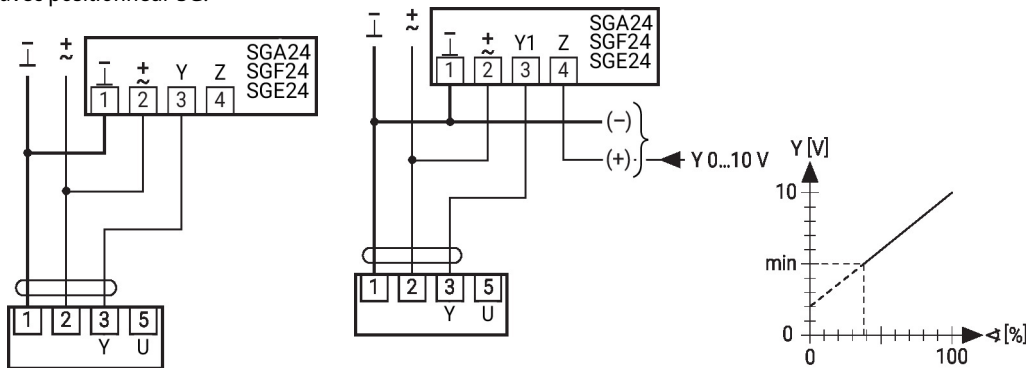 ⊥ – ~ +
SGA24
SGF24
SGE24
⊥ – ~ + Y Z
1 2 3 4
1 2 3 5
Y U
⊥ – ~ +
SGA24
SGF24
SGE24
⊥ – ~ + Y1 Z
1 2 3 4
(–)
(+) Y 0...10 V
1 2 3 5
Y U
Y [V]
10
min
0
0 100
∢ [%]